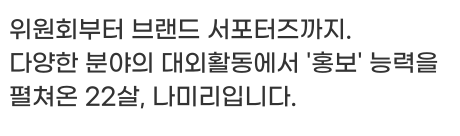 위원회부터 브랜드 서포터즈까지.
다양한 분야의 대외활동에서 '홍보' 능력을
펼쳐온 22살, 나미리입니다.